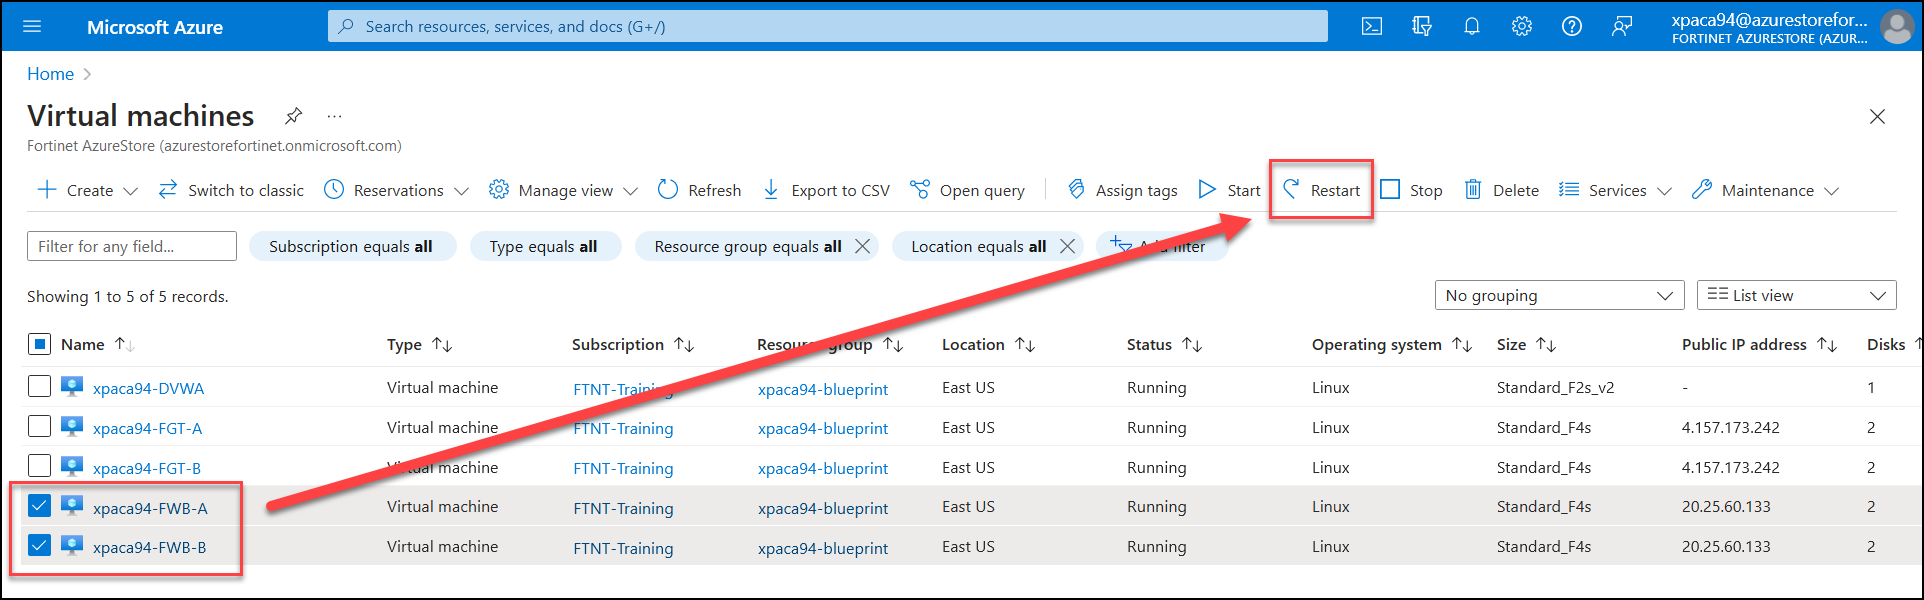 Microsoft Azure
Search resources, services, and docs (G+/)
xpaca94@azurestorefor...
FORTINET AZURESTORE (AZUR...
Home
Virtual machines
...
Fortinet AzureStore (azurestorefortinet.onmicrosoft.com)
Create Switch to classic Reservations Manage view Refresh Export to CSV Open query Assign tags Start Restart Stop Delete Services Maintenance
Filter for any field... Subscription equals all Type equals all Resource group equals all Location equals all Add filter
Showing 1 to 5 of 5 records. No grouping List view
Name Type Subscription Resource group Location Status Operating system Size Public IP address Disks
xpaca94-DVWA Virtual machine FTNT-Training xpaca94-blueprint East US Running Linux Standard_F2s_v2 - 1
xpaca94-FGT-A Virtual machine FTNT-Training xpaca94-blueprint East US Running Linux Standard_F4s 4.157.173.242 2
xpaca94-FGT-B Virtual machine FTNT-Training xpaca94-blueprint East US Running Linux Standard_F4s 4.157.173.242 2
xpaca94-FWB-A Virtual machine FTNT-Training xpaca94-blueprint East US Running Linux Standard_F4s 20.25.60.133 2
xpaca94-FWB-B Virtual machine FTNT-Training xpaca94-blueprint East US Running Linux Standard_F4s 20.25.60.133 2